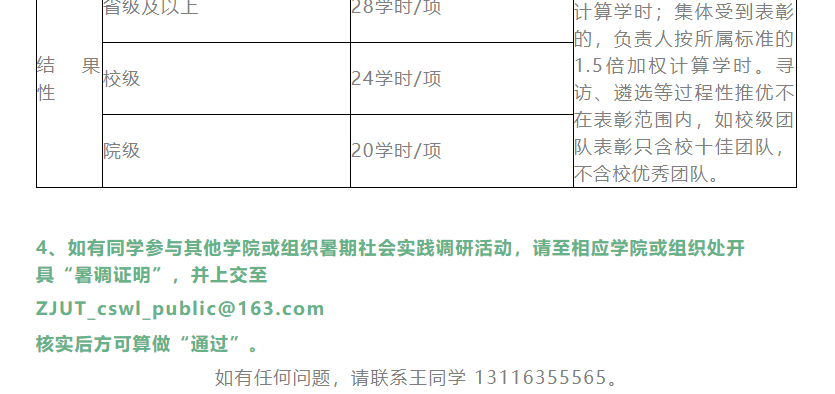 省级及以上
28学时/项
结果
性
校级
24学时/项
院级
20学时/项
计算学时；集体受到表彰
的，负责人按所属标准的
1.5倍加权计算学时。寻
访、遴选等过程性推优不
在表彰范围内，如校级团
队表彰只含校十佳团队，
不含校优秀团队。
4、如有同学参与其他学院或组织暑期社会实践调研活动，请至相应学院或组织处开
具“暑调证明”，并上交至
ZJUT_cswl_public@163.com
核实后方可算做“通过”。
如有任何问题，请联系王同学 13116355565。